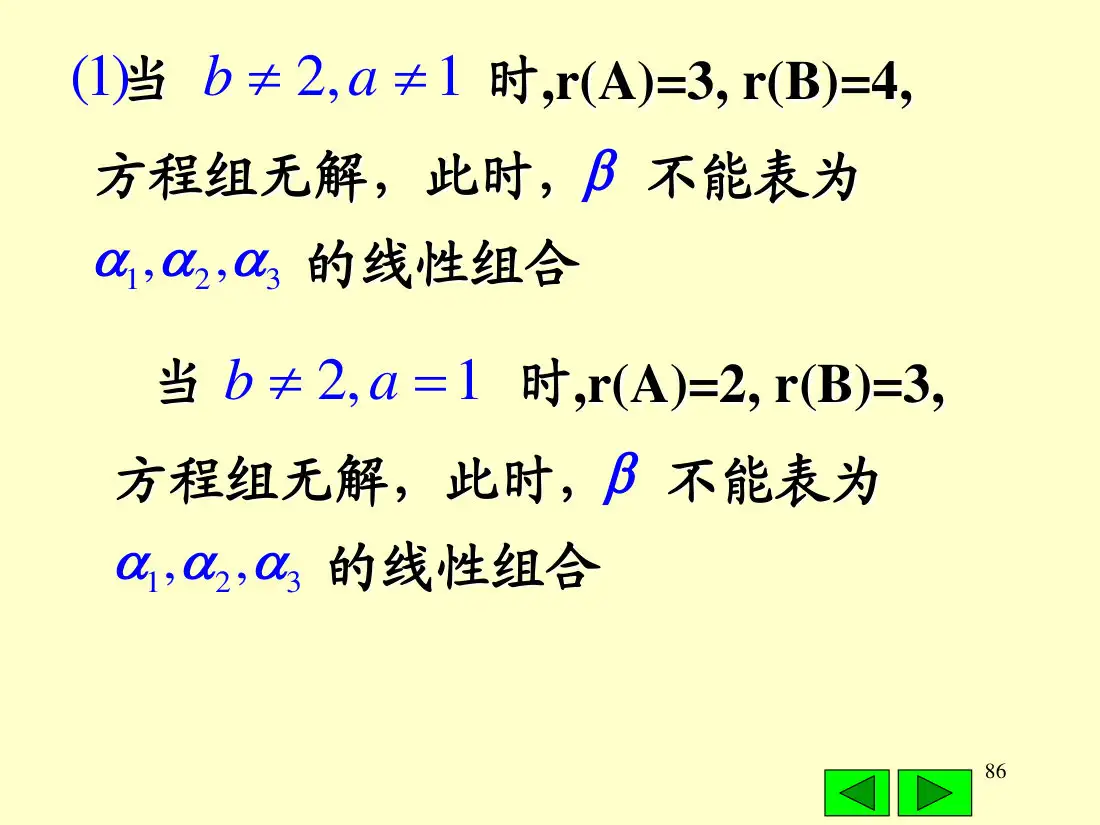 (1)当 b ≠ 2, a ≠ 1 时,r(A)=3, r(B)=4,
方程组无解，此时，β 不能表为
α₁,α₂,α₃ 的线性组合
当 b ≠ 2, a = 1 时,r(A)=2, r(B)=3,
方程组无解，此时，β 不能表为
α₁,α₂,α₃ 的线性组合
86